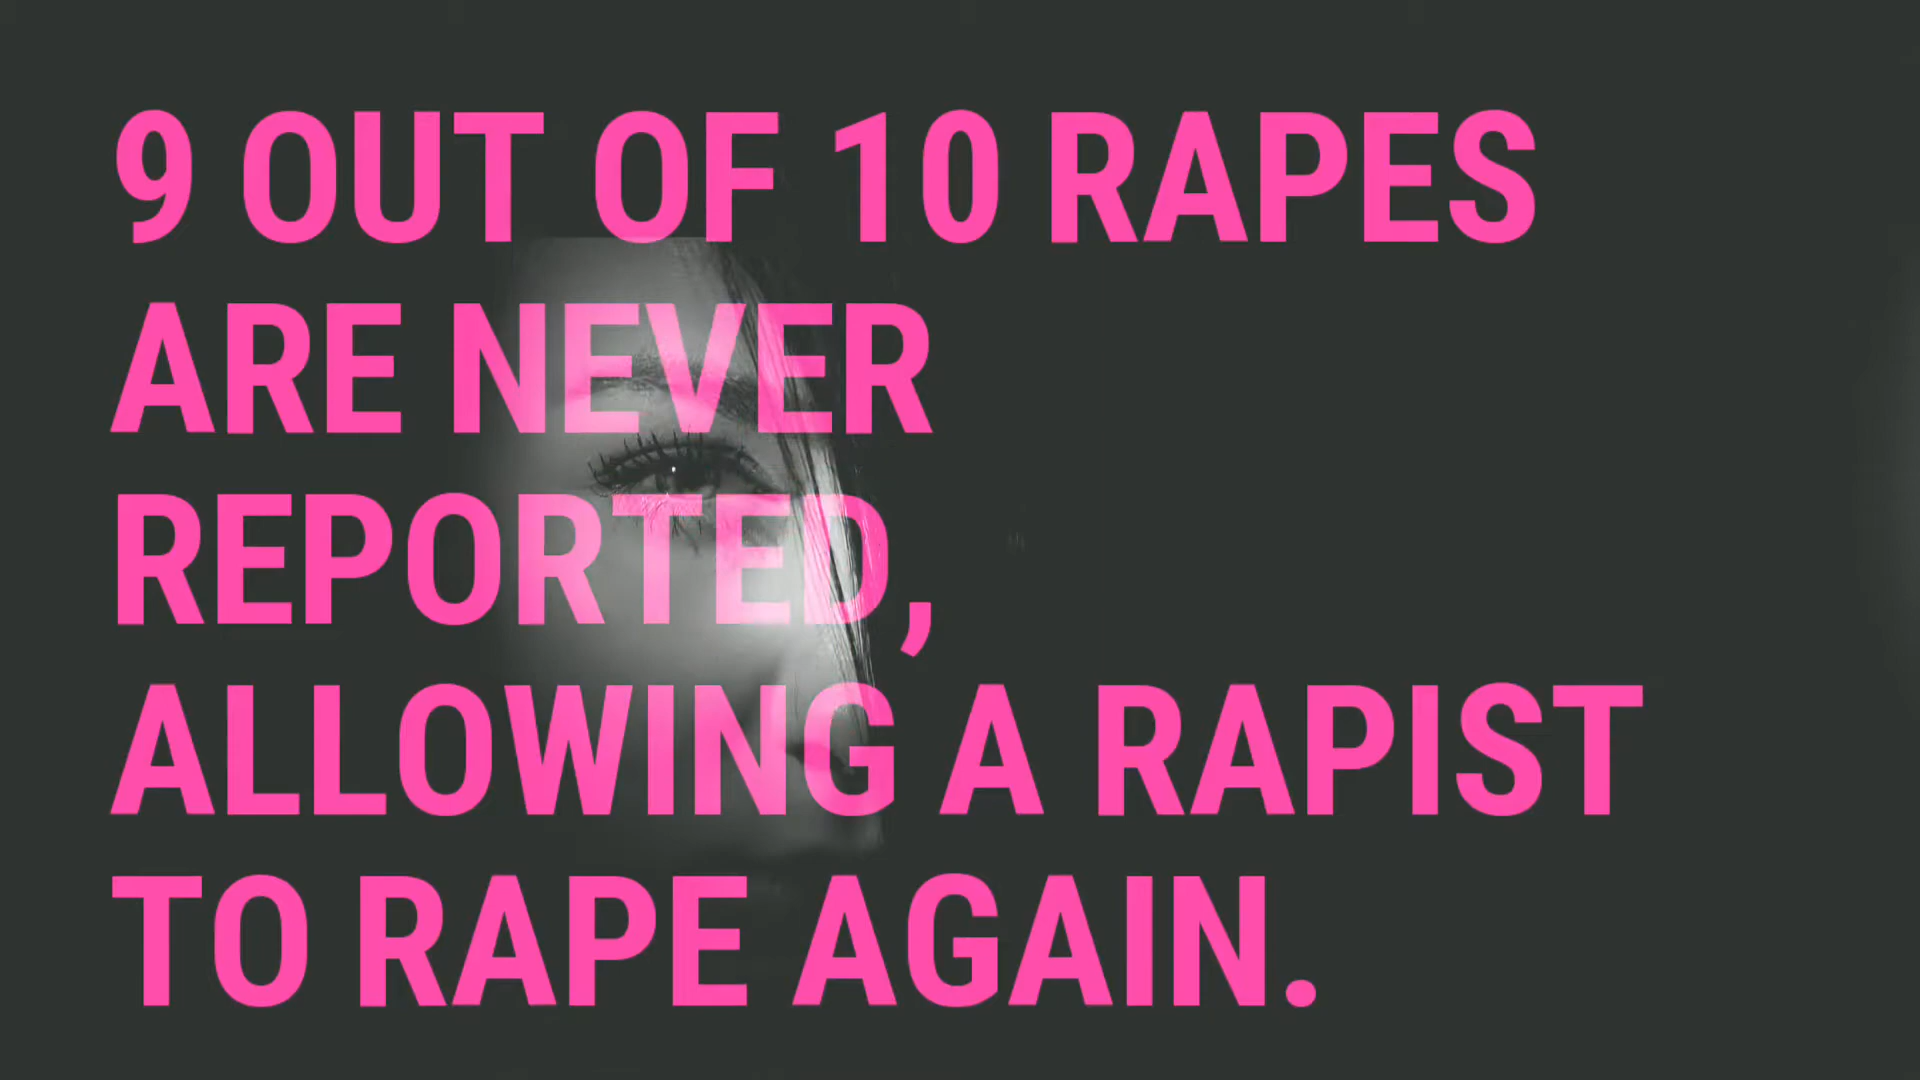 9 OUT OF 10 RAPES
ARE NEVER
REPORTED,
ALLOWING A RAPIST
TO RAPE AGAIN.